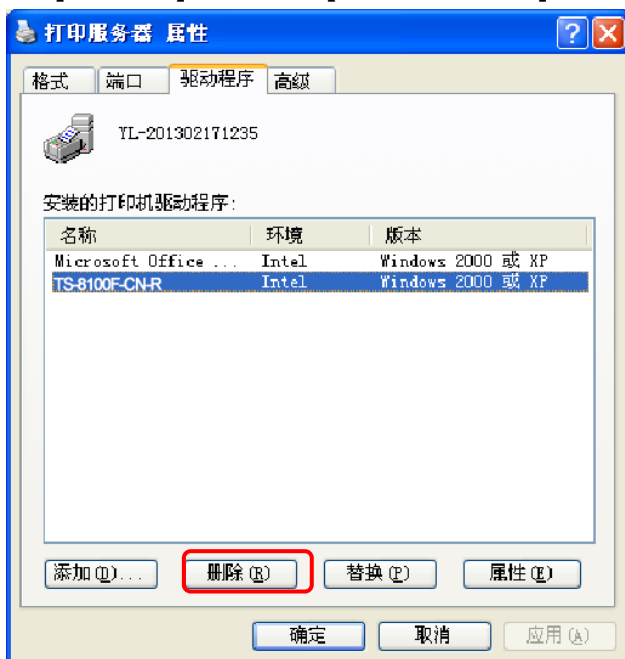 打印服务器 属性
格式 端口 驱动程序 高级
YL-201302171235
安装的打印机驱动程序:
名称 环境 版本
Microsoft Office ... Intel Windows 2000 或 XP
TS-8100F-CN-R Intel Windows 2000 或 XP
添加(D)... 删除(R) 替换(P) 属性(E)
确定 取消 应用(A)